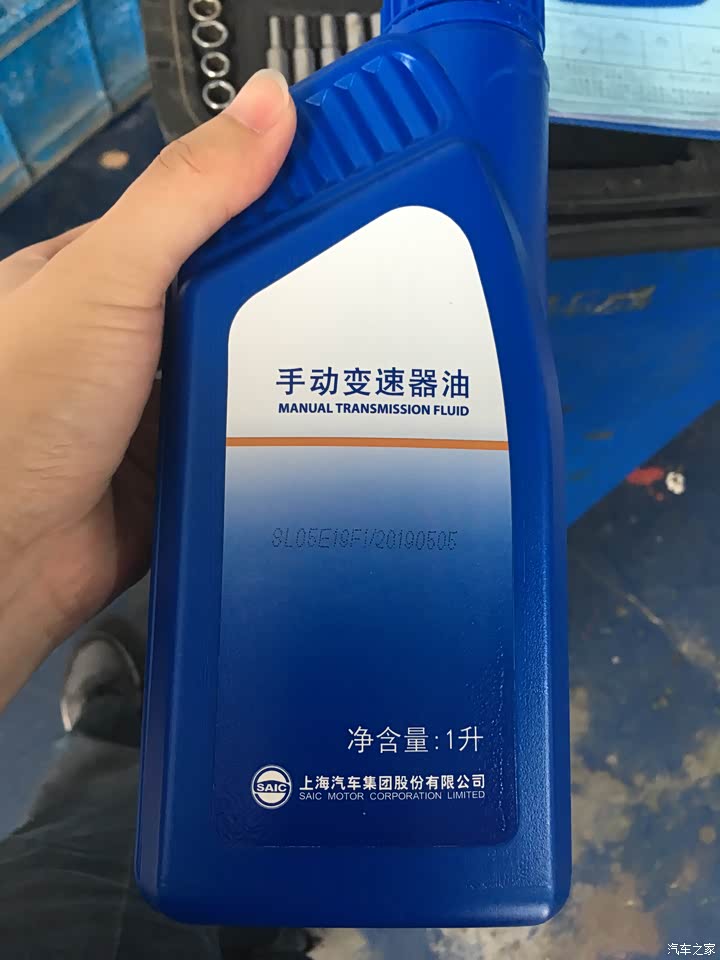 手动变速器油
MANUAL TRANSMISSION FLUID
SL05E19F1/20190505
净含量:1升
SAIC
上海汽车集团股份有限公司
SAIC MOTOR CORPORATION LIMITED
汽车之家